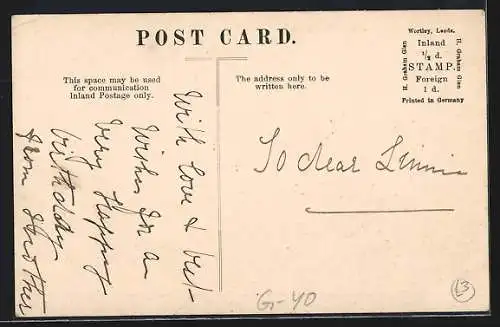 POST CARD.
This space may be used
for communication
Inland Postage only.
The address only to be
written here.
Wortley, Leeds.
H. Graham Glen
Inland
½ d.
STAMP.
Foreign
1 d.
H. Graham Glen
Printed in Germany
With love & best
Wishes for a
Very Happy
birthday
from Mother
To dear
G-40
L3